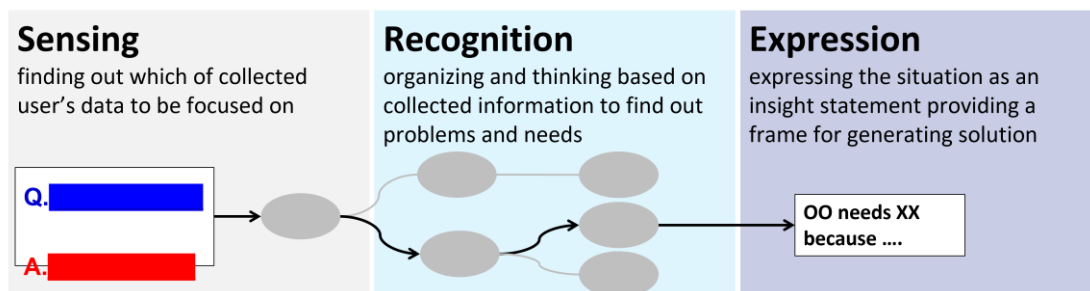 Sensing
finding out which of collected
user's data to be focused on
Q.
A.
Recognition
organizing and thinking based on
collected information to find out
problems and needs
Expression
expressing the situation as an
insight statement providing a
frame for generating solution
OO needs XX
because ....